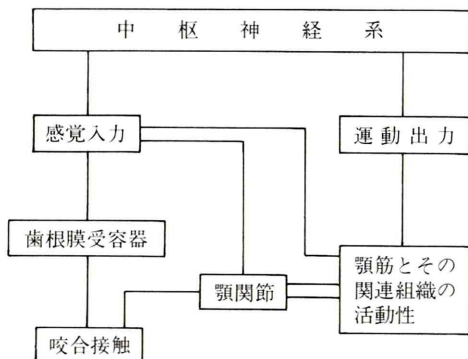 中枢神経系
感覚入力
運動出力
歯根膜受容器
顎関節
顎筋とその
関連組織の
活動性
咬合接触